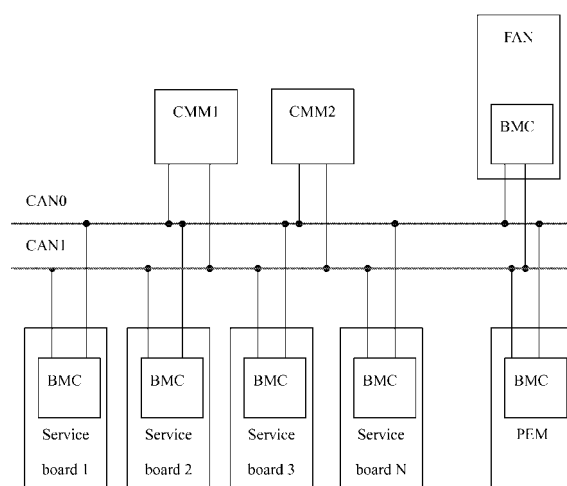 FAN
CMM1
CMM2
BMC
CAN0
CAN1
BMC
BMC
BMC
BMC
BMC
Service
board 1
Service
board 2
Service
board 3
Service
board N
PEM